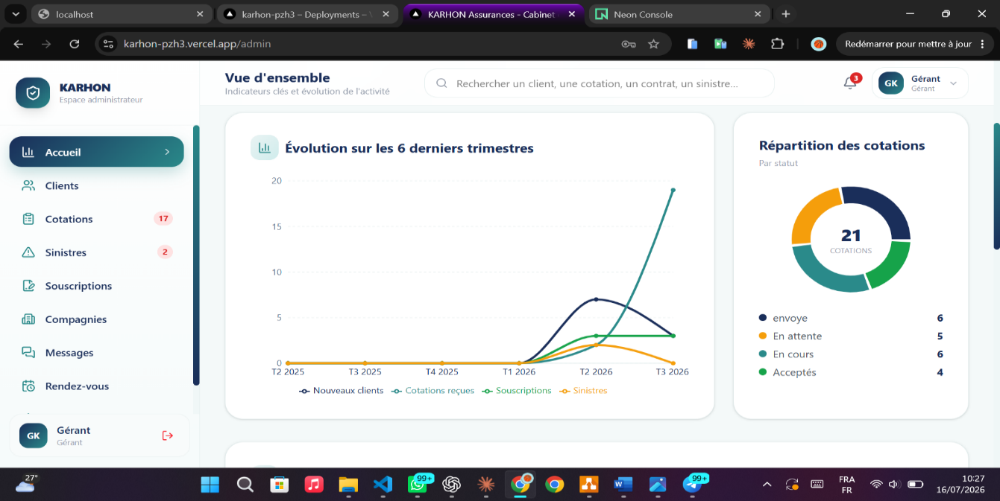 localhost
karhon-pzh3 – Deployments –
KARHON Assurances - Cabinet
Neon Console
karhon-pzh3.vercel.app/admin
Redémarrer pour mettre à jour
KARHON
Espace administrateur
Vue d'ensemble
Indicateurs clés et évolution de l'activité
Rechercher un client, une cotation, un contrat, un sinistre...
3
GK
Gérant
Gérant
Accueil
Clients
Cotations 17
Sinistres 2
Souscriptions
Compagnies
Messages
Rendez-vous
GK
Gérant
Gérant
Évolution sur les 6 derniers trimestres
20
15
10
5
0
T2 2025 T3 2025 T4 2025 T1 2026 T2 2026 T3 2026
Nouveaux clients Cotations reçues Souscriptions Sinistres
Répartition des cotations
Par statut
21
COTATIONS
envoye 6
En attente 5
En cours 6
Acceptés 4
27°
99+
99+
W
FRA
FR
10:27
16/07/2026